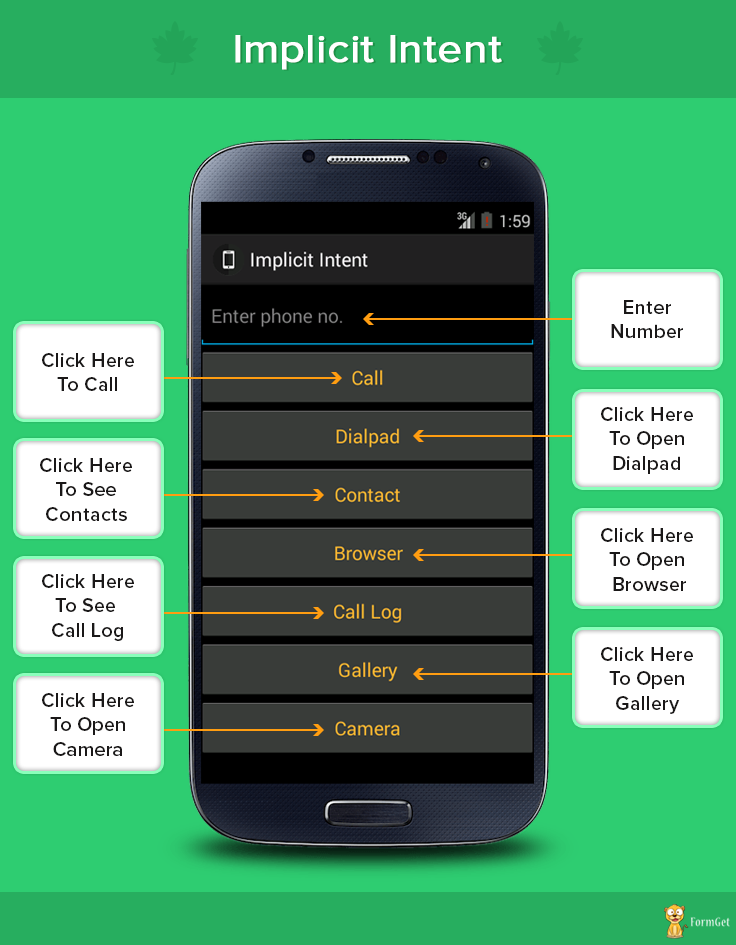 Implicit Intent
3G 1:59
Implicit Intent
Enter phone no.
Enter
Number
Click Here
To Call
Call
Click Here
To Open
Dialpad
Dialpad
Click Here
To See
Contacts
Contact
Click Here
To Open
Browser
Browser
Click Here
To See
Call Log
Call Log
Click Here
To Open
Gallery
Gallery
Click Here
To Open
Camera
Camera
FormGet